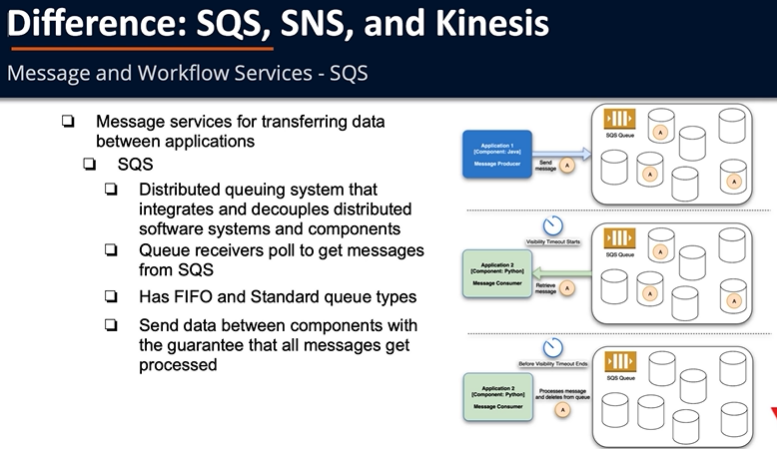 Difference: SQS, SNS, and Kinesis
Message and Workflow Services - SQS
Message services for transferring data
between applications
SQS
Distributed queuing system that
integrates and decouples distributed
software systems and components
Queue receivers poll to get messages
from SQS
Has FIFO and Standard queue types
Send data between components with
the guarantee that all messages get
processed
Application 1
[Component: Java]
Message Producer
Send
message
A
SQS Queue
A
A
A
Visibility Timeout Starts
Application 2
[Component: Python]
Message Consumer
Retrieve
message
A
SQS Queue
A
A
A
Before Visibility Timeout Ends
Application 2
[Component: Python]
Message Consumer
Processes message
and deletes from queue
A
SQS Queue